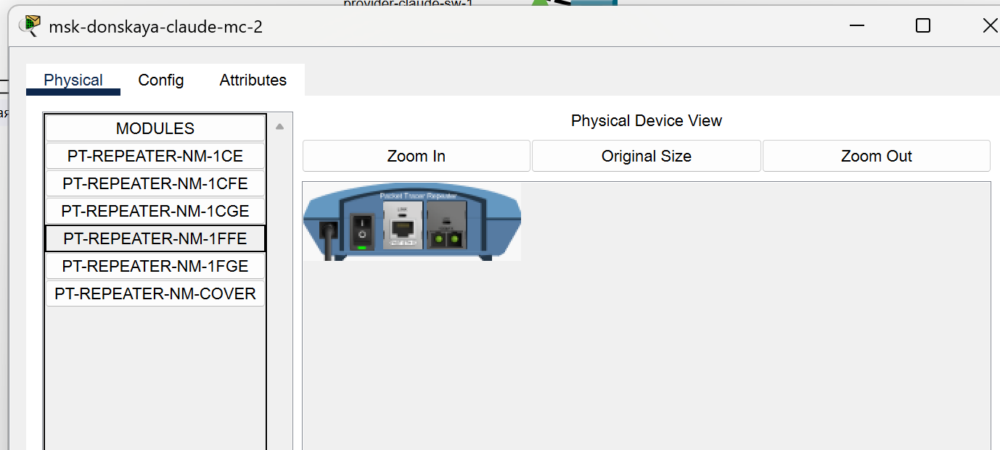 provider-claude-sw-1
msk-donskaya-claude-mc-2
Physical Config Attributes
ая
MODULES
PT-REPEATER-NM-1CE
PT-REPEATER-NM-1CFE
PT-REPEATER-NM-1CGE
PT-REPEATER-NM-1FFE
PT-REPEATER-NM-1FGE
PT-REPEATER-NM-COVER
Physical Device View
Zoom In Original Size Zoom Out
Packet Tracer Repeater